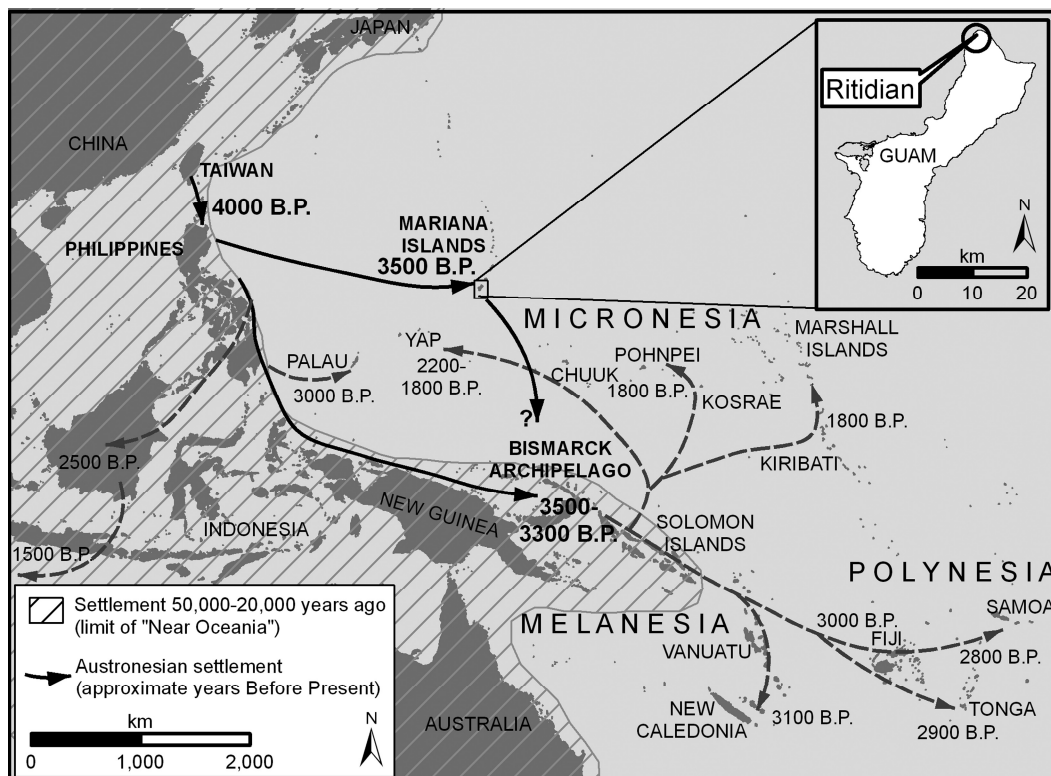 JAPAN
CHINA
TAIWAN
4000 B.P.
PHILIPPINES
MARIANA
ISLANDS
3500 B.P.
Ritidian
GUAM
N
km
0 10 20
MICRONESIA
MARSHALL
ISLANDS
YAP
2200-
1800 B.P.
PALAU
3000 B.P.
CHUUK
POHNPEI
1800 B.P.
KOSRAE
1800 B.P.
KIRIBATI
?
BISMARCK
ARCHIPELAGO
3500-
3300 B.P.
2500 B.P.
INDONESIA
NEW GUINEA
1500 B.P.
SOLOMON
ISLANDS
POLYNESIA
SAMOA
3000 B.P.
FIJI
2800 B.P.
MELANESIA
VANUATU
TONGA
2900 B.P.
NEW
CALEDONIA
3100 B.P.
AUSTRALIA
Settlement 50,000-20,000 years ago
(limit of "Near Oceania")
Austronesian settlement
(approximate years Before Present)
km
0 1,000 2,000
N